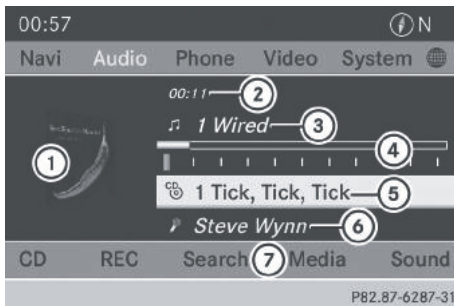 00:57 N
Navi Audio Phone Video System
00:11 2
1 Wired 3
1
4
CD 1 Tick, Tick, Tick 5
Steve Wynn 6
CD REC Search 7 Media Sound
P82.87-6287-31